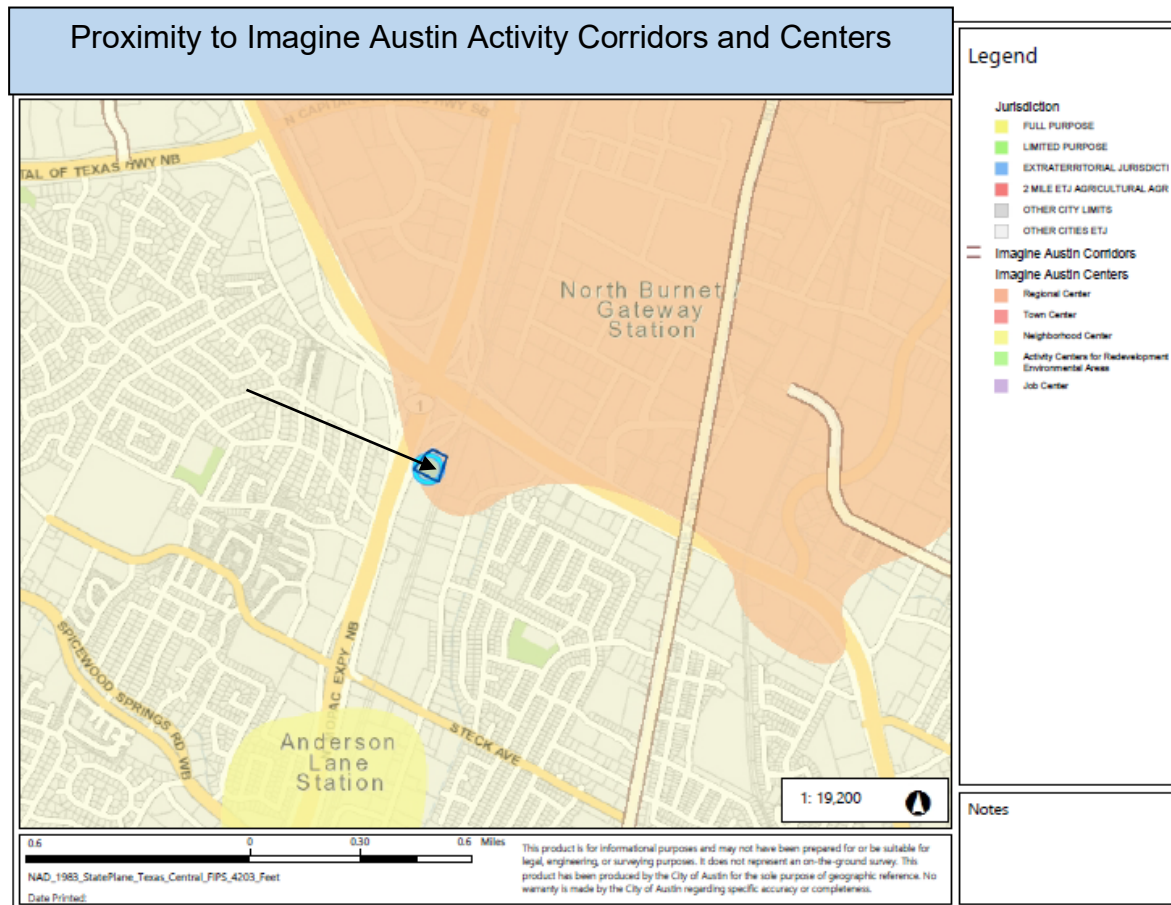 Proximity to Imagine Austin Activity Corridors and Centers
N CAPITAL OF TEXAS HWY SB
TAL OF TEXAS HWY NB
North Burnet
Gateway
Station
1
SPICEWOOD SPRINGS RD WB
EXPY NB
STECK AVE
Anderson
Lane
Station
1: 19,200
Legend
Jurisdiction
FULL PURPOSE
LIMITED PURPOSE
EXTRATERRITORIAL JURISDICTI
2 MILE ETJ AGRICULTURAL AGR
OTHER CITY LIMITS
OTHER CITIES ETJ
Imagine Austin Corridors
Imagine Austin Centers
Regional Center
Town Center
Neighborhood Center
Activity Centers for Redevelopment
Environmental Areas
Job Center
Notes
0.6 0 0.30 0.6 Miles
NAD_1983_StatePlane_Texas_Central_FIPS_4203_Feet
Date Printed:
This product is for informational purposes and may not have been prepared for or be suitable for
legal, engineering, or surveying purposes. It does not represent an on-the-ground survey. This
product has been produced by the City of Austin for the sole purpose of geographic reference. No
warranty is made by the City of Austin regarding specific accuracy or completeness.